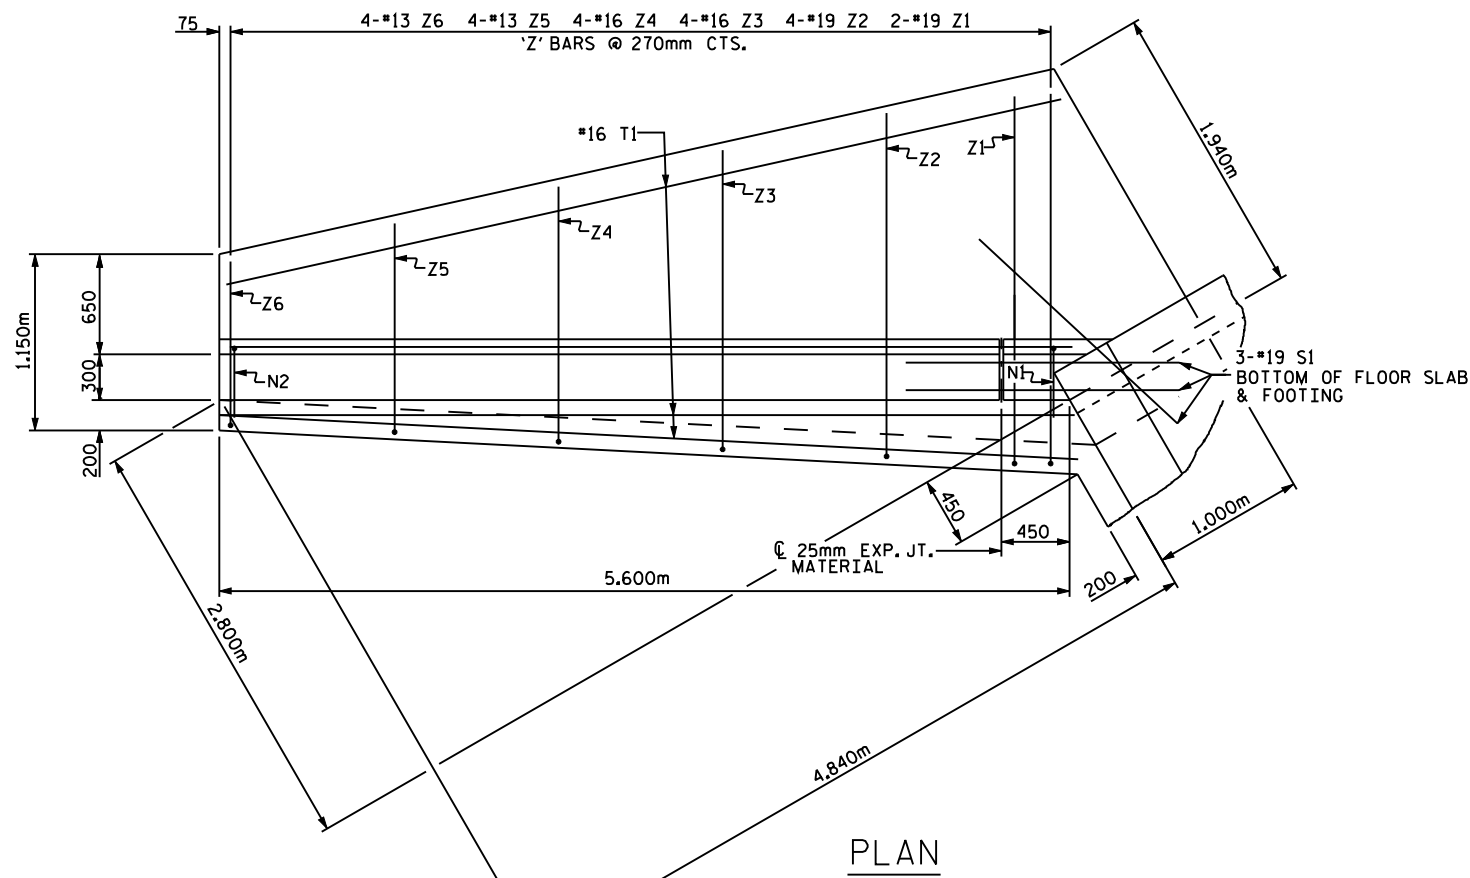 75
4-#13 Z6 4-#13 Z5 4-#16 Z4 4-#16 Z3 4-#19 Z2 2-#19 Z1
'Z' BARS @ 270mm CTS.
#16 T1
Z1
Z2
Z3
Z4
Z5
Z6
1.940m
650
1.150m
300
200
N2
N1
3-#19 S1
BOTTOM OF FLOOR SLAB
& FOOTING
450
450
℄ 25mm EXP. JT.
MATERIAL
1.000m
200
5.600m
2.800m
4.840m
PLAN